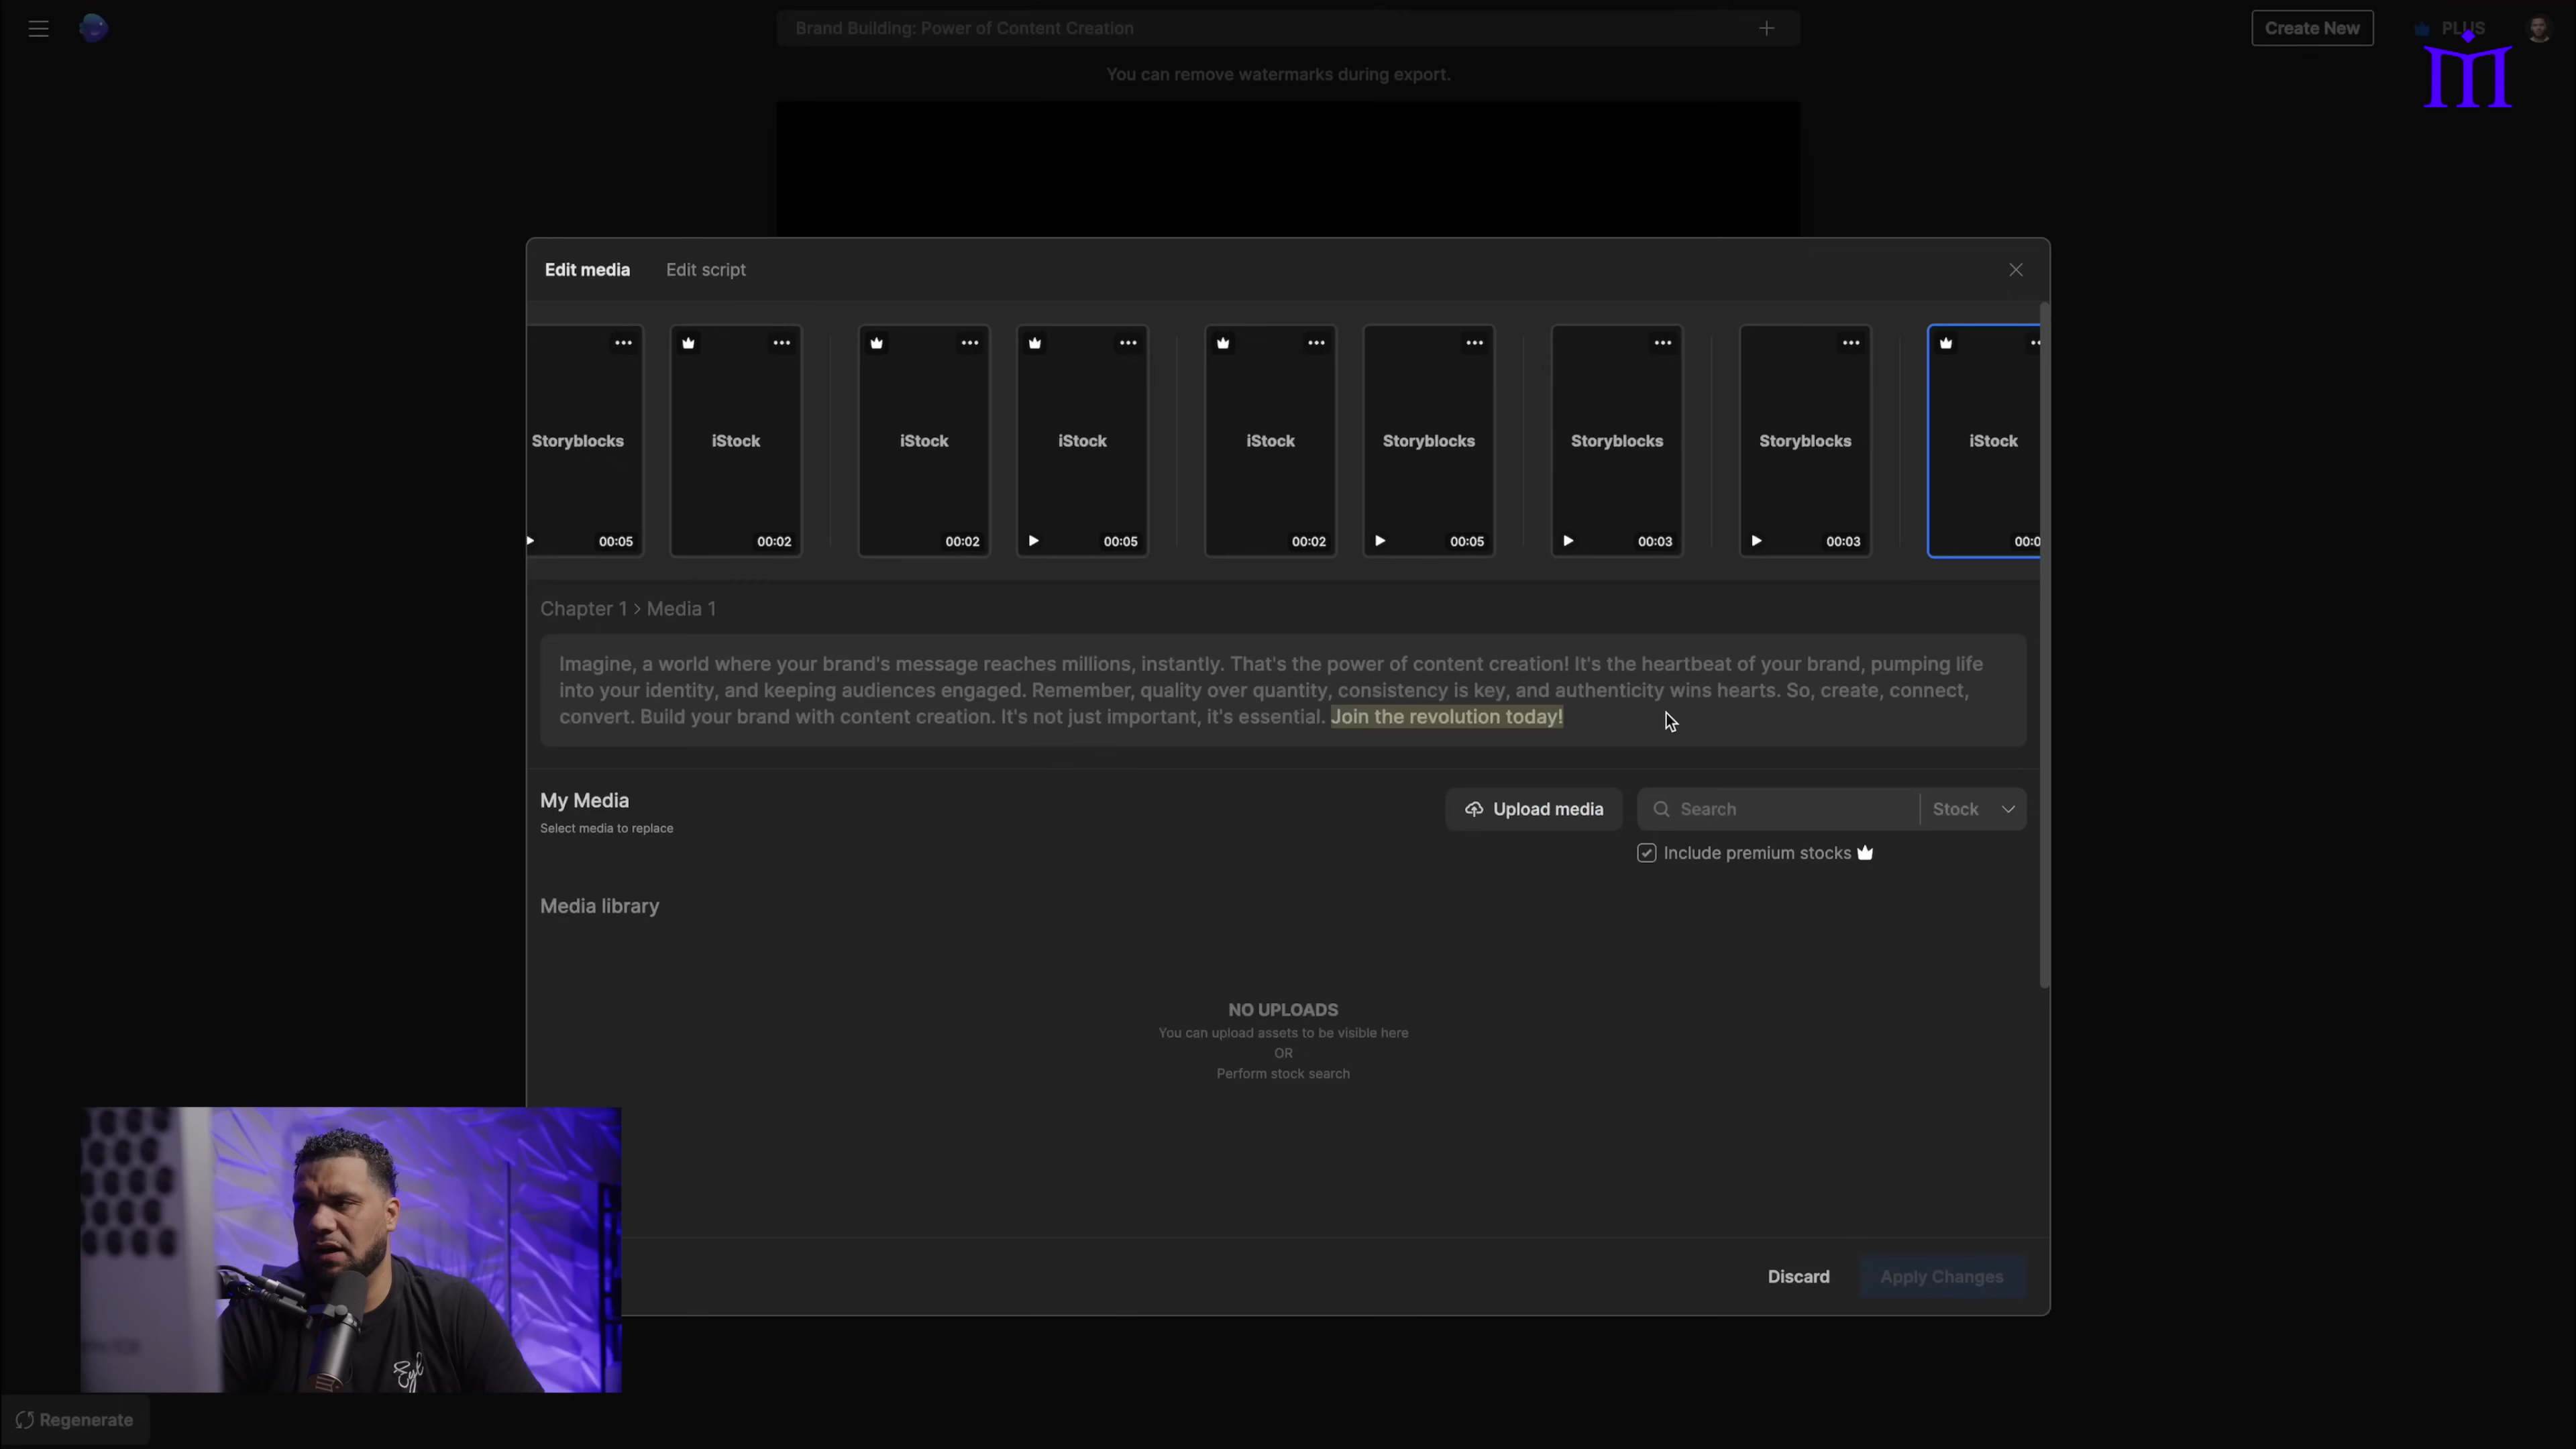 Brand Building: Power of Content Creation
Create New
PLUS
You can remove watermarks during export.
Edit media
Edit script
Storyblocks
iStock
iStock
iStock
iStock
Storyblocks
Storyblocks
Storyblocks
iStock
00:05
00:02
00:02
00:05
00:02
00:05
00:03
00:03
00:0
Chapter 1 > Media 1
Imagine, a world where your brand's message reaches millions, instantly. That's the power of content creation! It's the heartbeat of your brand, pumping life
into your identity, and keeping audiences engaged. Remember, quality over quantity, consistency is key, and authenticity wins hearts. So, create, connect,
convert. Build your brand with content creation. It's not just important, it's essential. Join the revolution today!
My Media
Select media to replace
Upload media
Search
Stock
Include premium stocks
Media library
NO UPLOADS
You can upload assets to be visible here
OR
Perform stock search
Discard
Apply Changes
Regenerate